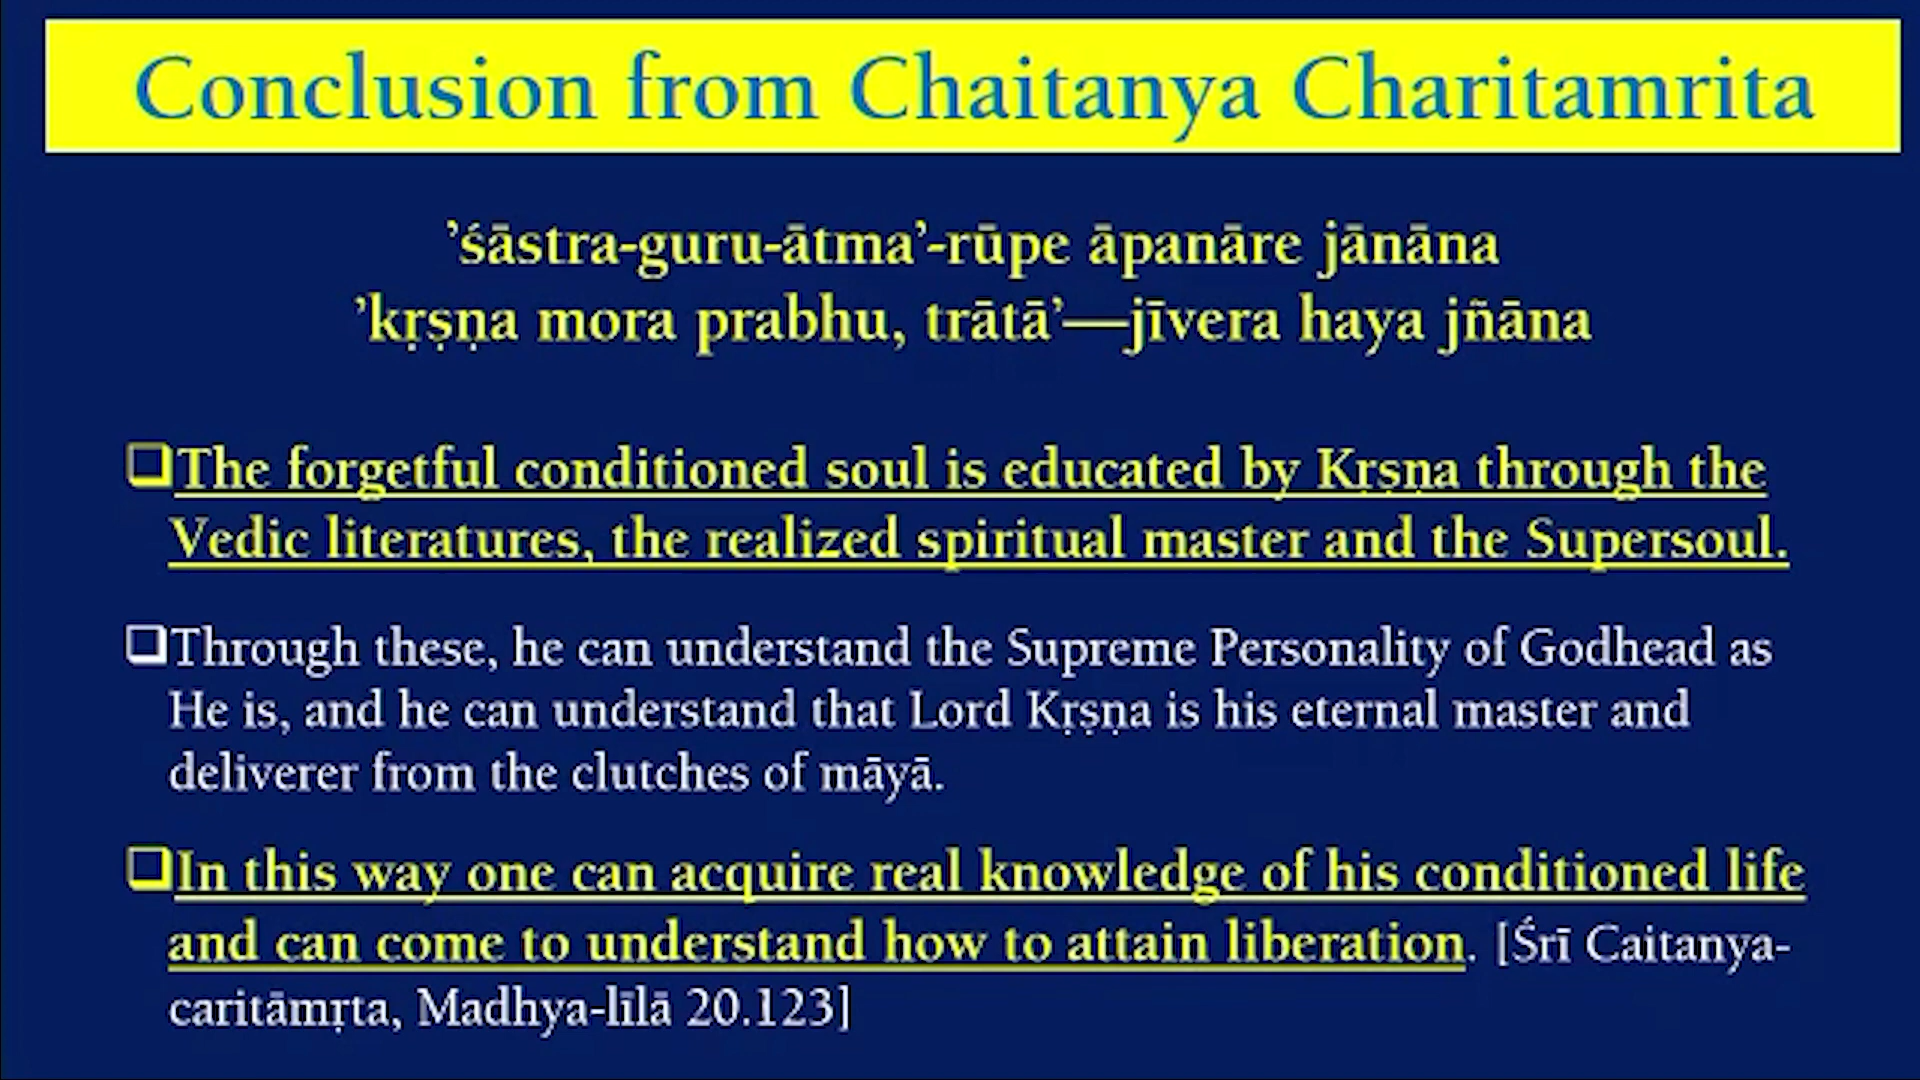 Conclusion from Chaitanya Charitamrita
’śāstra-guru-ātma’-rūpe āpanāre jānāna
’kṛṣṇa mora prabhu, trātā’—jīvera haya jñāna
❑The forgetful conditioned soul is educated by Kṛṣṇa through the
Vedic literatures, the realized spiritual master and the Supersoul.
❑Through these, he can understand the Supreme Personality of Godhead as
He is, and he can understand that Lord Kṛṣṇa is his eternal master and
deliverer from the clutches of māyā.
❑In this way one can acquire real knowledge of his conditioned life
and can come to understand how to attain liberation. [Śrī Caitanya-
caritāmṛta, Madhya-līlā 20.123]